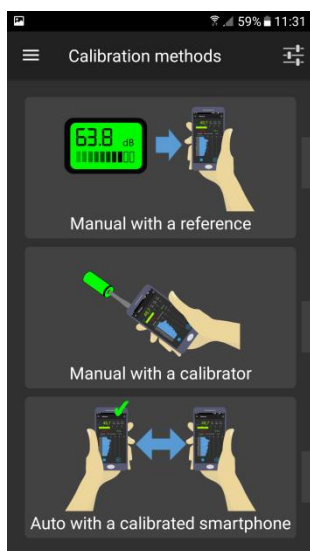 59% 11:31
Calibration methods
63.8 dB
Manual with a reference
Manual with a calibrator
Auto with a calibrated smartphone